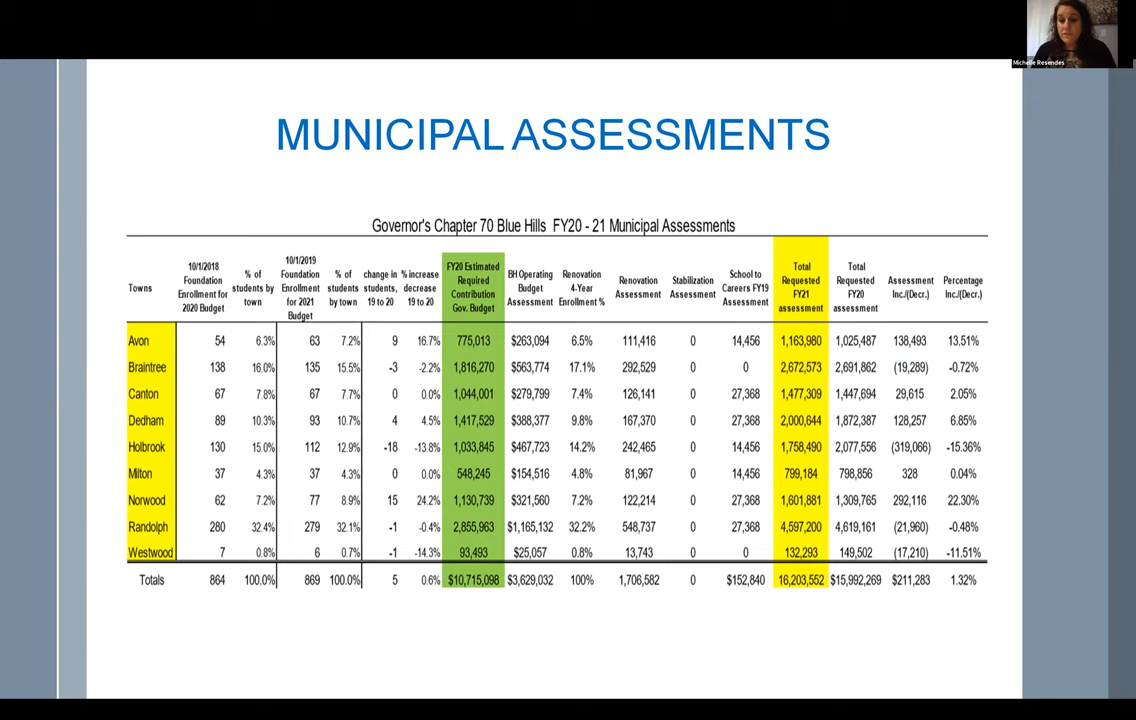 Michelle Resendes
MUNICIPAL ASSESSMENTS
Governor's Chapter 70 Blue Hills FY20 - 21 Municipal Assessments
Towns | 10/1/2018 Foundation Enrollment for 2020 Budget | % of students by town | 10/1/2019 Foundation Enrollment for 2021 Budget | % of students by town | change in students, 19 to 20 | % increase decrease 19 to 20 | FY20 Estimated Required Contribution Gov. Budget | BH Operating Budget Assessment | Renovation 4-Year Enrollment % | Renovation Assessment | Stabilization Assessment | School to Careers FY19 Assessment | Total Requested FY21 assessment | Total Requested FY20 assessment | Assessment Inc./(Decr.) | Percentage Inc./(Decr.)
Avon 54 6.3% 63 7.2% 9 16.7% 775,013 $263,094 6.5% 111,416 0 14,456 1,163,980 1,025,487 138,493 13.51%
Braintree 138 16.0% 135 15.5% -3 -2.2% 1,816,270 $563,774 17.1% 292,529 0 0 2,672,573 2,691,862 (19,289) -0.72%
Canton 67 7.8% 67 7.7% 0 0.0% 1,044,001 $279,799 7.4% 126,141 0 27,368 1,477,309 1,447,694 29,615 2.05%
Dedham 89 10.3% 93 10.7% 4 4.5% 1,417,529 $388,377 9.8% 167,370 0 27,368 2,000,644 1,872,387 128,257 6.85%
Holbrook 130 15.0% 112 12.9% -18 -13.8% 1,033,845 $467,723 14.2% 242,465 0 14,456 1,758,490 2,077,556 (319,066) -15.36%
Milton 37 4.3% 37 4.3% 0 0.0% 548,245 $154,516 4.8% 81,967 0 14,456 799,184 798,856 328 0.04%
Norwood 62 7.2% 77 8.9% 15 24.2% 1,130,739 $321,560 7.2% 122,214 0 27,368 1,601,881 1,309,765 292,116 22.30%
Randolph 280 32.4% 279 32.1% -1 -0.4% 2,855,963 $1,165,132 32.2% 548,737 0 27,368 4,597,200 4,619,161 (21,960) -0.48%
Westwood 7 0.8% 6 0.7% -1 -14.3% 93,493 $25,057 0.8% 13,743 0 0 132,293 149,502 (17,210) -11.51%
Totals 864 100.0% 869 100.0% 5 0.6% $10,715,098 $3,629,032 100% 1,706,582 0 $152,840 16,203,552 $15,992,269 $211,283 1.32%